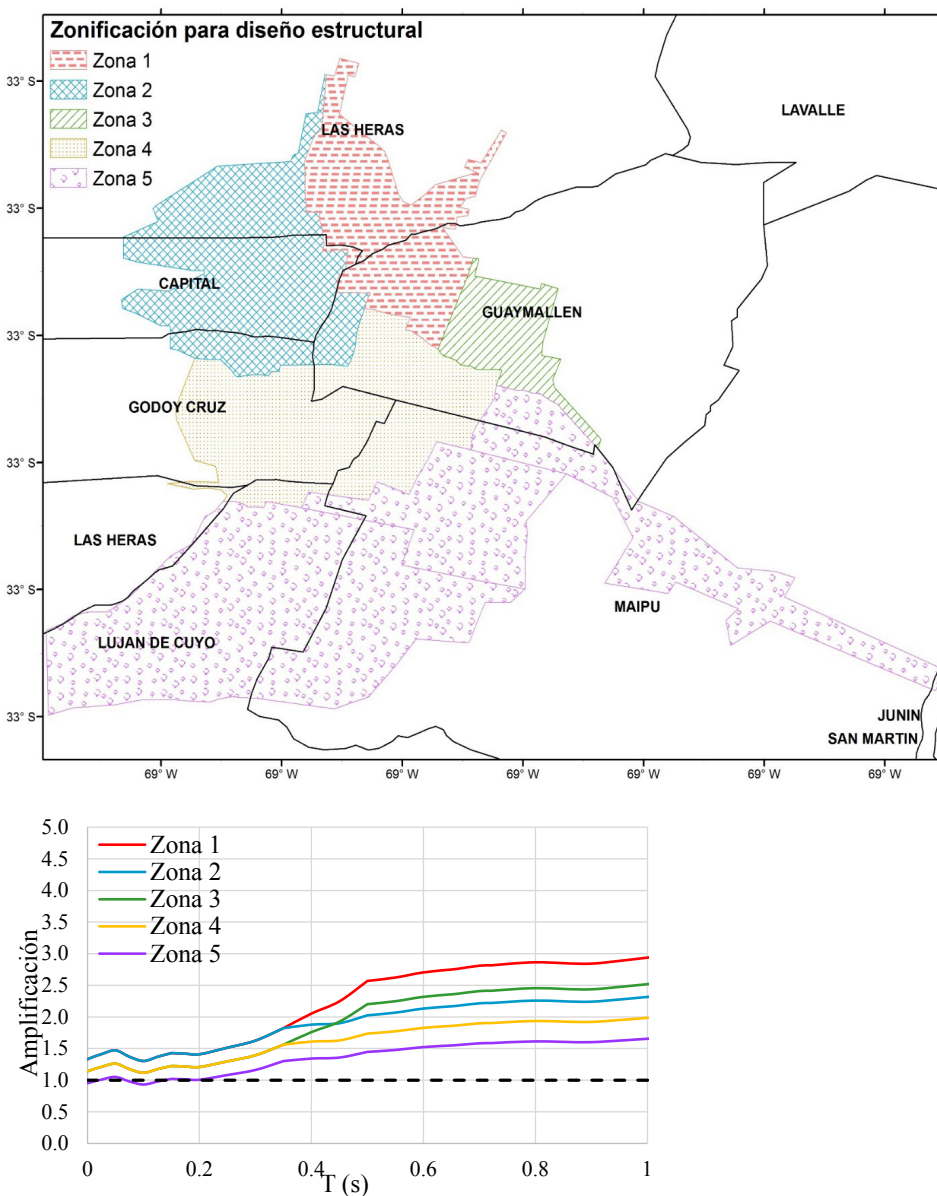 Zonificación para diseño estructural
Zona 1
Zona 2
Zona 3
Zona 4
Zona 5
33° S
33° S
33° S
33° S
33° S
33° S
LAS HERAS
LAVALLE
CAPITAL
GUAYMALLEN
GODOY CRUZ
LAS HERAS
MAIPU
LUJAN DE CUYO
JUNIN
SAN MARTIN
69° W
69° W
69° W
69° W
69° W
69° W
69° W
Amplificación
5.0
4.5
4.0
3.5
3.0
2.5
2.0
1.5
1.0
0.5
0.0
Zona 1
Zona 2
Zona 3
Zona 4
Zona 5
0
0.2
0.4
0.6
0.8
1
T (s)